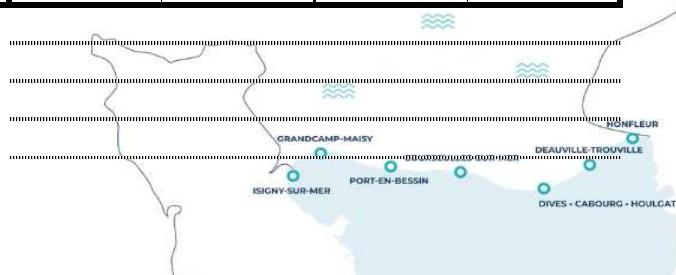 HONFLEUR
GRANDCAMP-MAISY
DEAUVILLE-TROUVILLE
PORT-EN-BESSIN
ISIGNY-SUR-MER
DIVES • CABOURG • HOULGAT